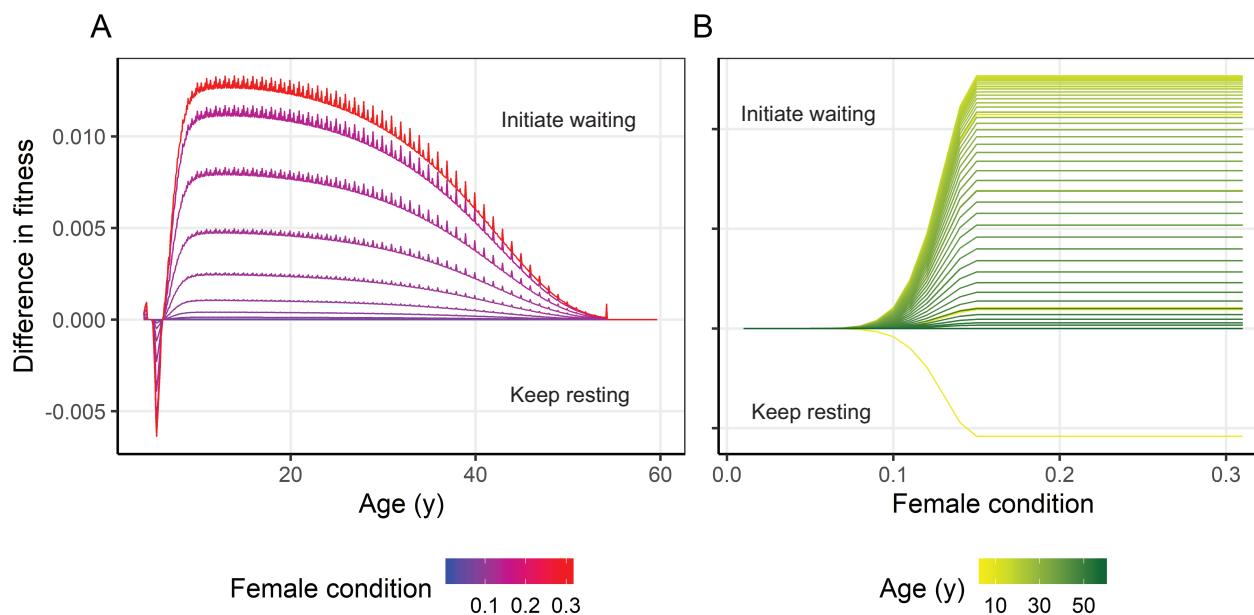 A
B
Difference in fitness
0.010
0.005
0.000
-0.005
Initiate waiting
Keep resting
20 40 60
Age (y)
Initiate waiting
Keep resting
0.0 0.1 0.2 0.3
Female condition
Female condition
0.1 0.2 0.3
Age (y)
10 30 50